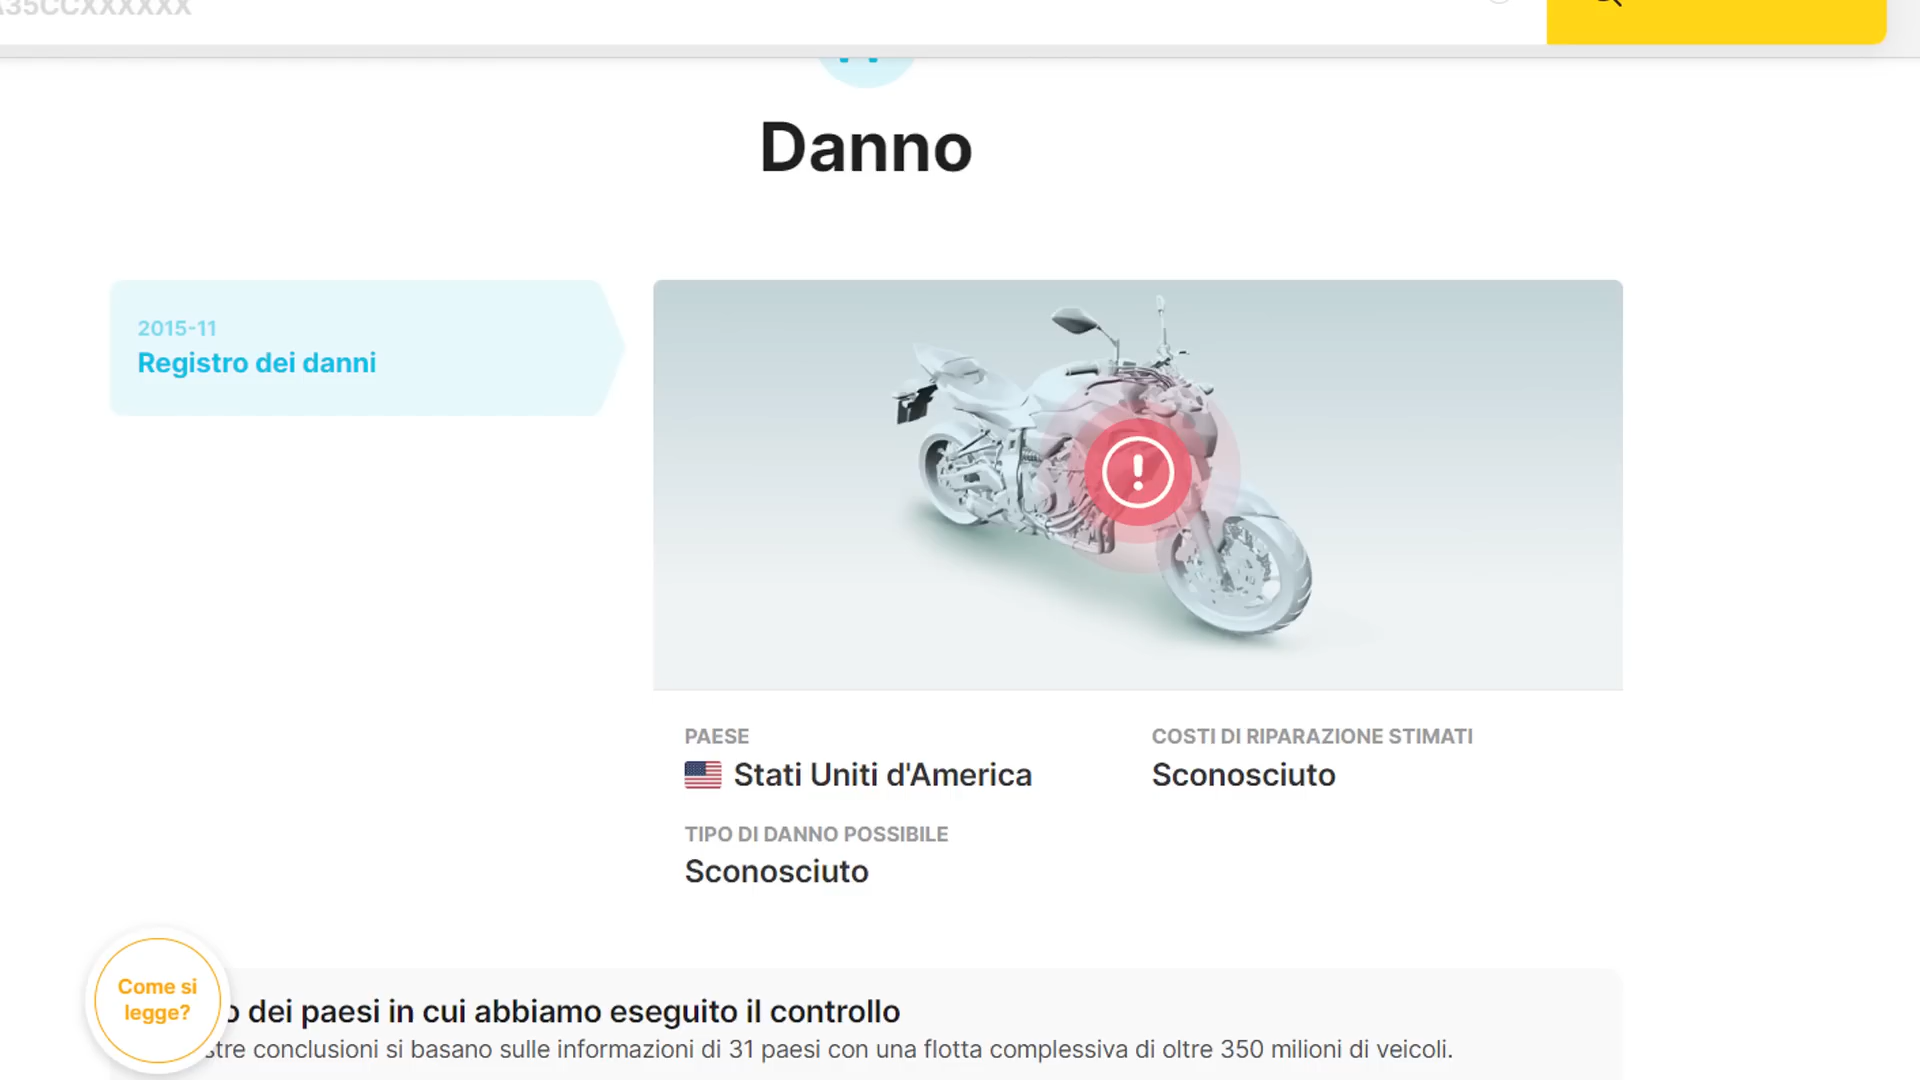 A35CCXXXXXX
Danno
2015-11
Registro dei danni
PAESE
Stati Uniti d'America
COSTI DI RIPARAZIONE STIMATI
Sconosciuto
TIPO DI DANNO POSSIBILE
Sconosciuto
Come si
legge?
dei paesi in cui abbiamo eseguito il controllo
conclusioni si basano sulle informazioni di 31 paesi con una flotta complessiva di oltre 350 milioni di veicoli.